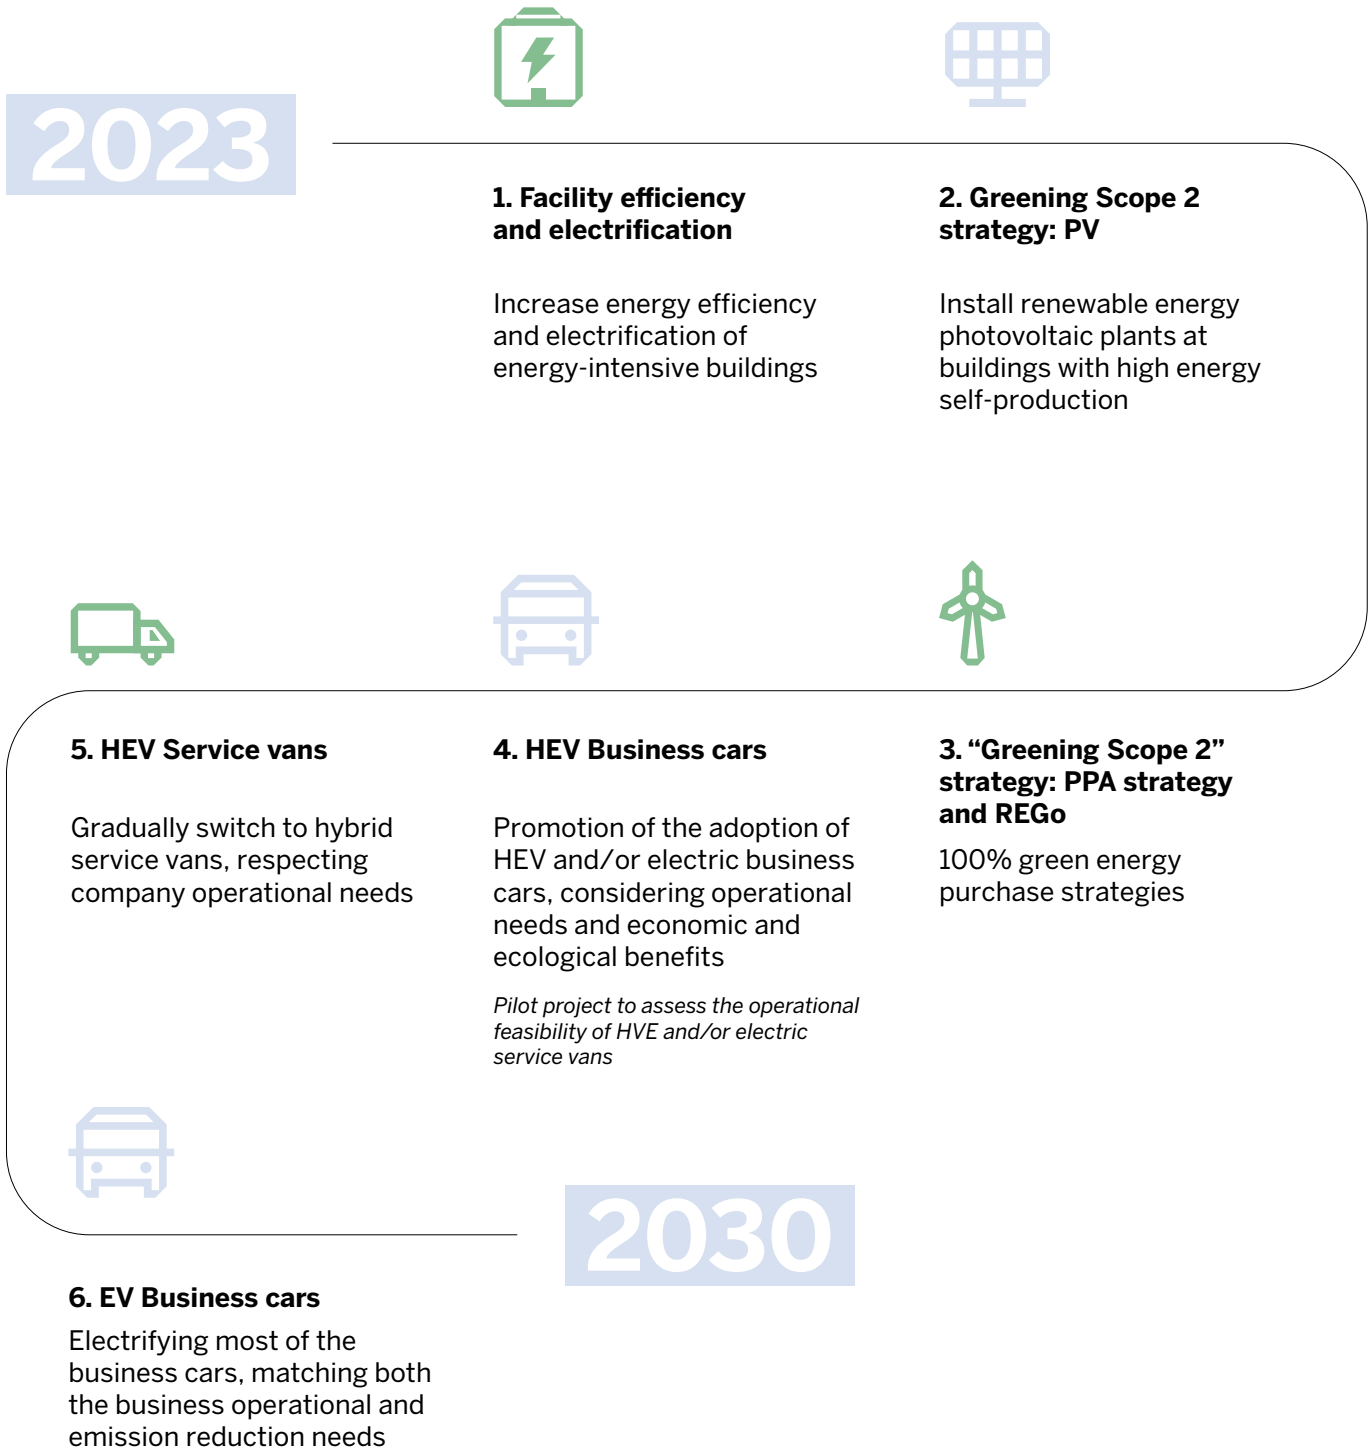 2023
1. Facility efficiency
and electrification
Increase energy efficiency
and electrification of
energy-intensive buildings
2. Greening Scope 2
strategy: PV
Install renewable energy
photovoltaic plants at
buildings with high energy
self-production
3. “Greening Scope 2”
strategy: PPA strategy
and REGo
100% green energy
purchase strategies
4. HEV Business cars
Promotion of the adoption of
HEV and/or electric business
cars, considering operational
needs and economic and
ecological benefits
Pilot project to assess the operational
feasibility of HVE and/or electric
service vans
5. HEV Service vans
Gradually switch to hybrid
service vans, respecting
company operational needs
6. EV Business cars
Electrifying most of the
business cars, matching both
the business operational and
emission reduction needs
2030